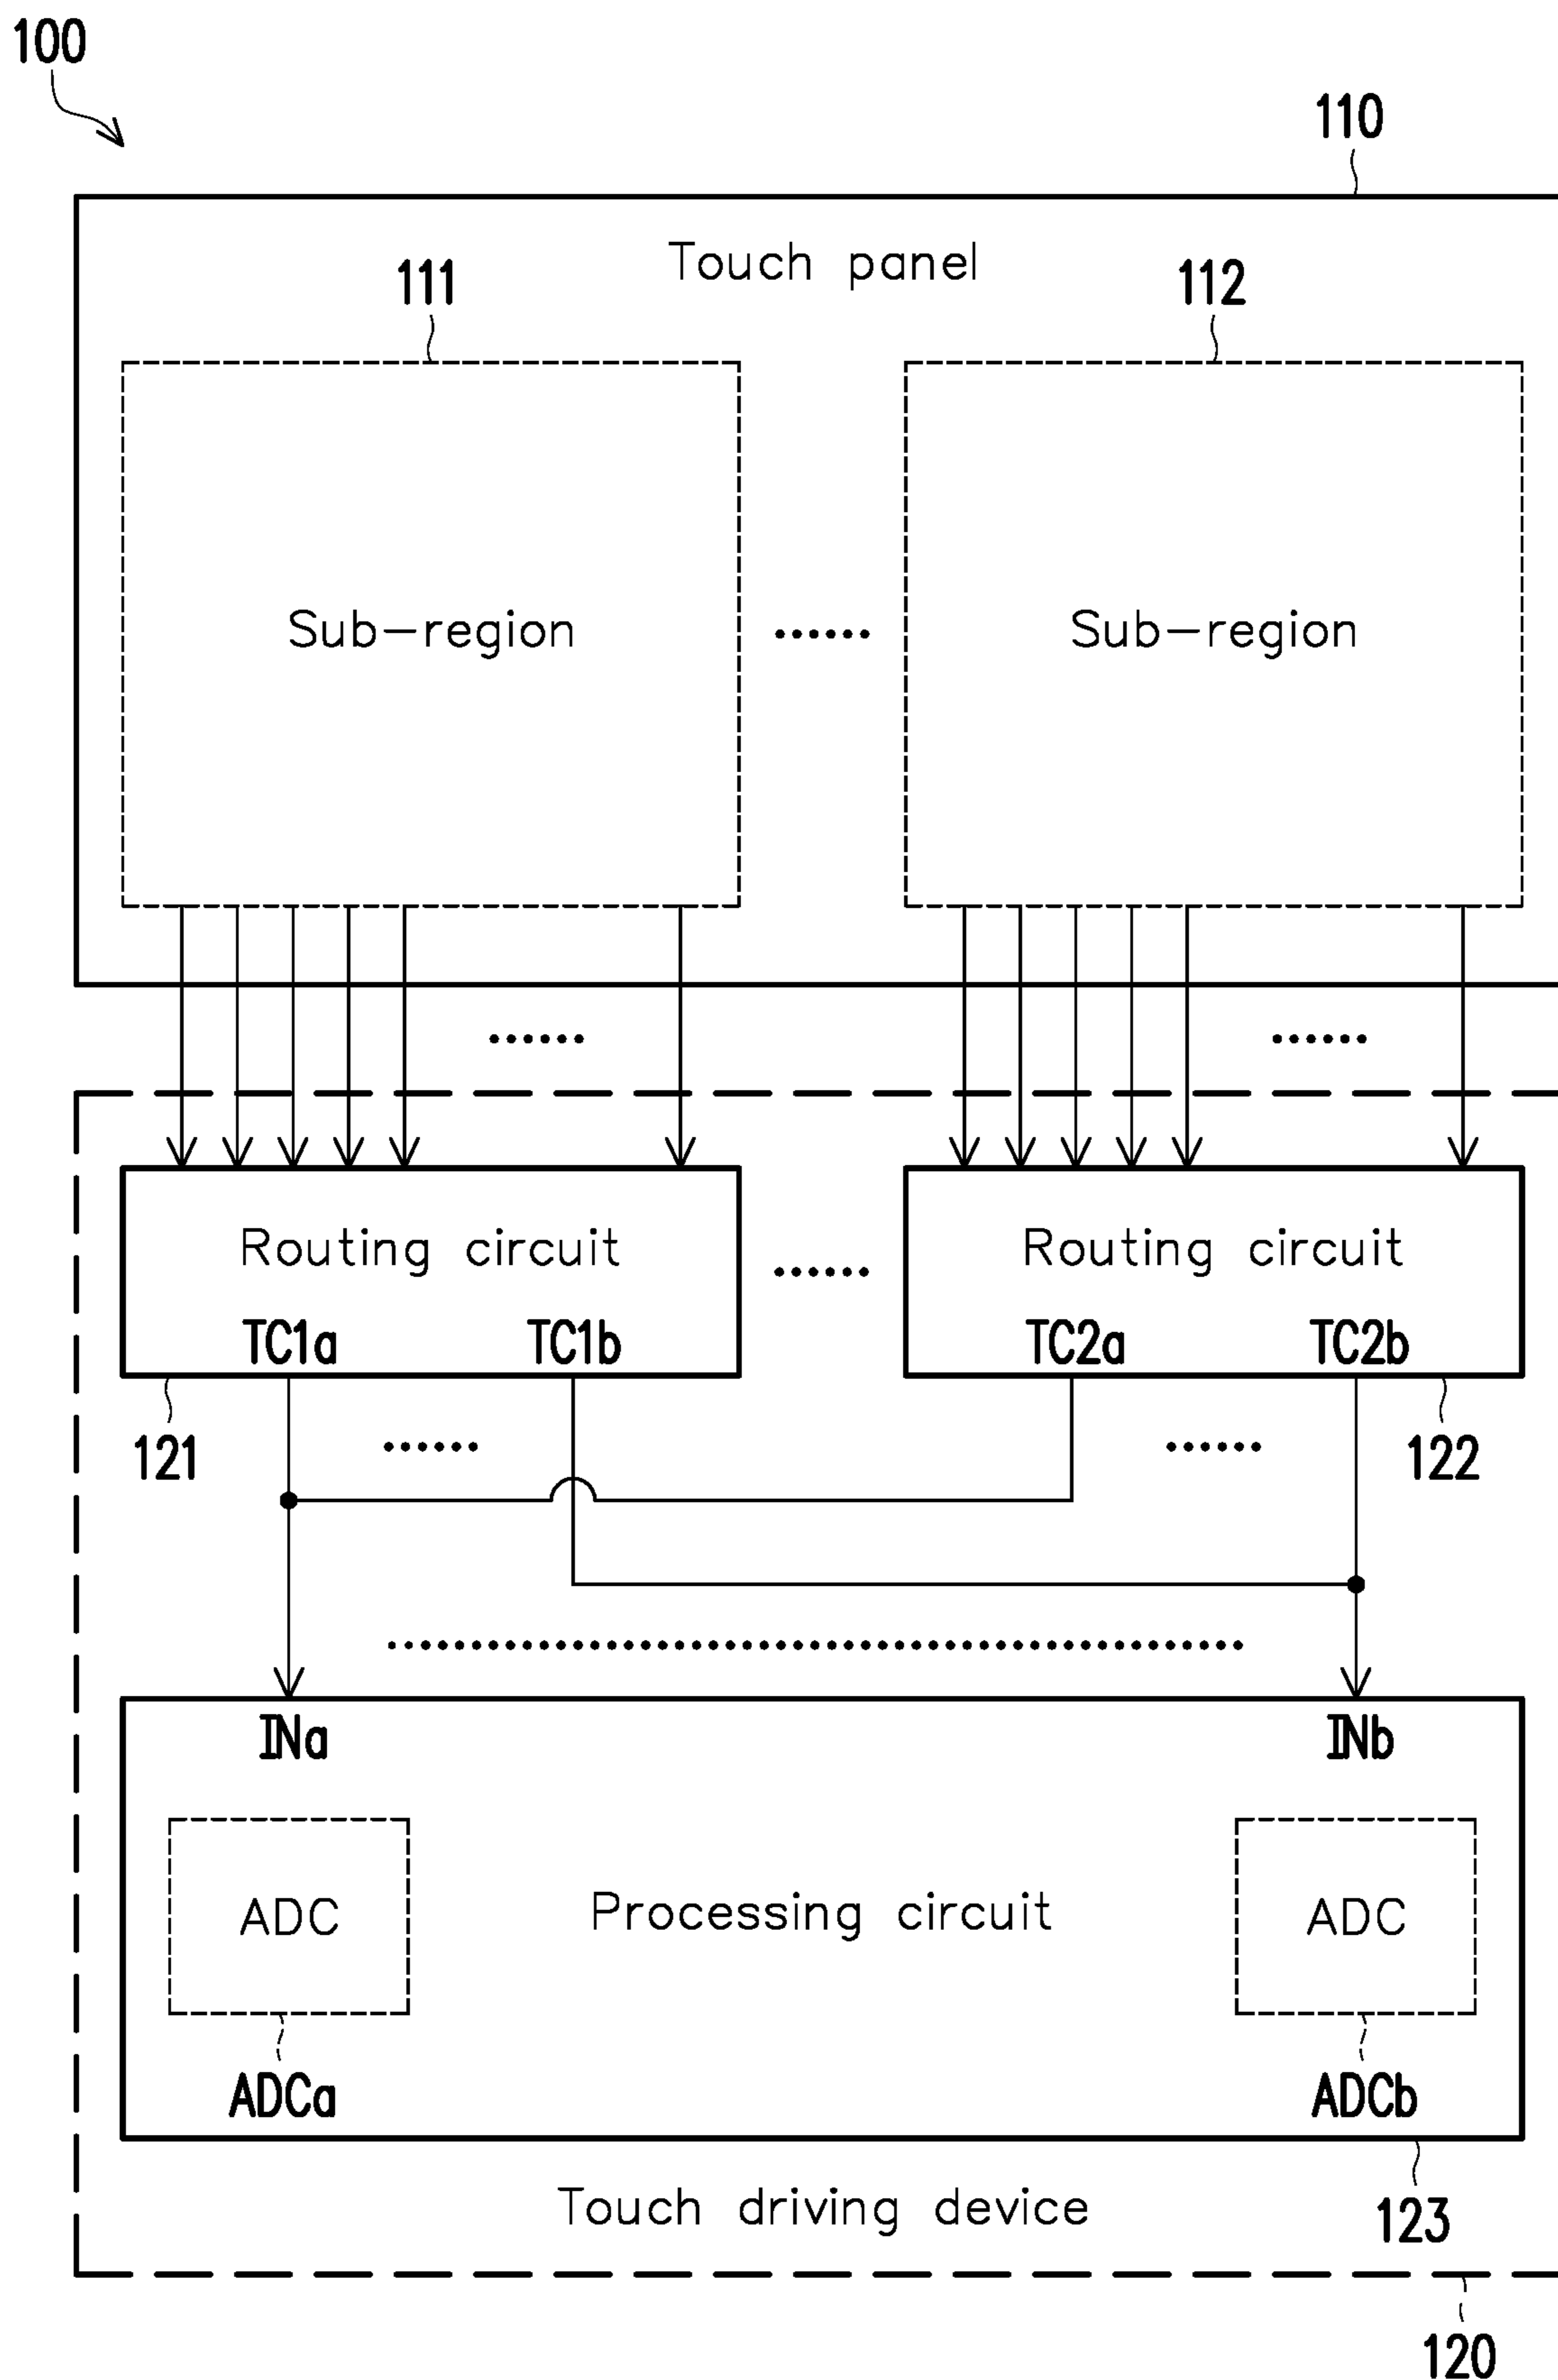 100
110
Touch panel
111
112
Sub-region
Sub-region
Routing circuit
Routing circuit
TC1a
TC1b
TC2a
TC2b
121
122
INa
INb
ADC
Processing circuit
ADC
ADCa
ADCb
Touch driving device
123
120